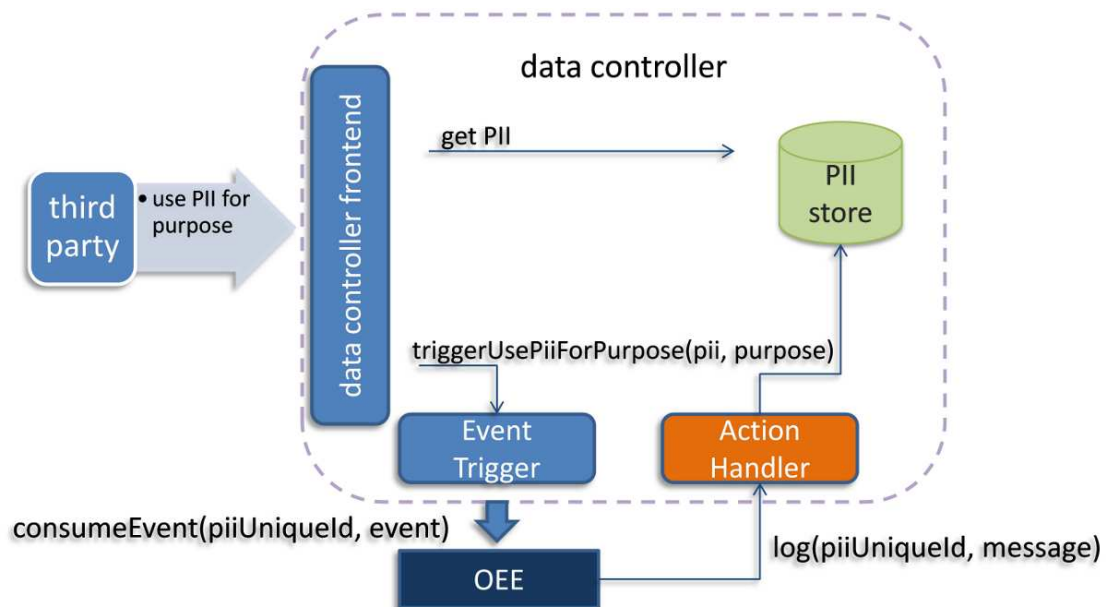 data controller
data controller frontend
get PII
PII
store
third
party
• use PII for
purpose
triggerUsePiiForPurpose(pii, purpose)
Event
Trigger
Action
Handler
consumeEvent(piiUniqueId, event)
log(piiUniqueId, message)
OEE